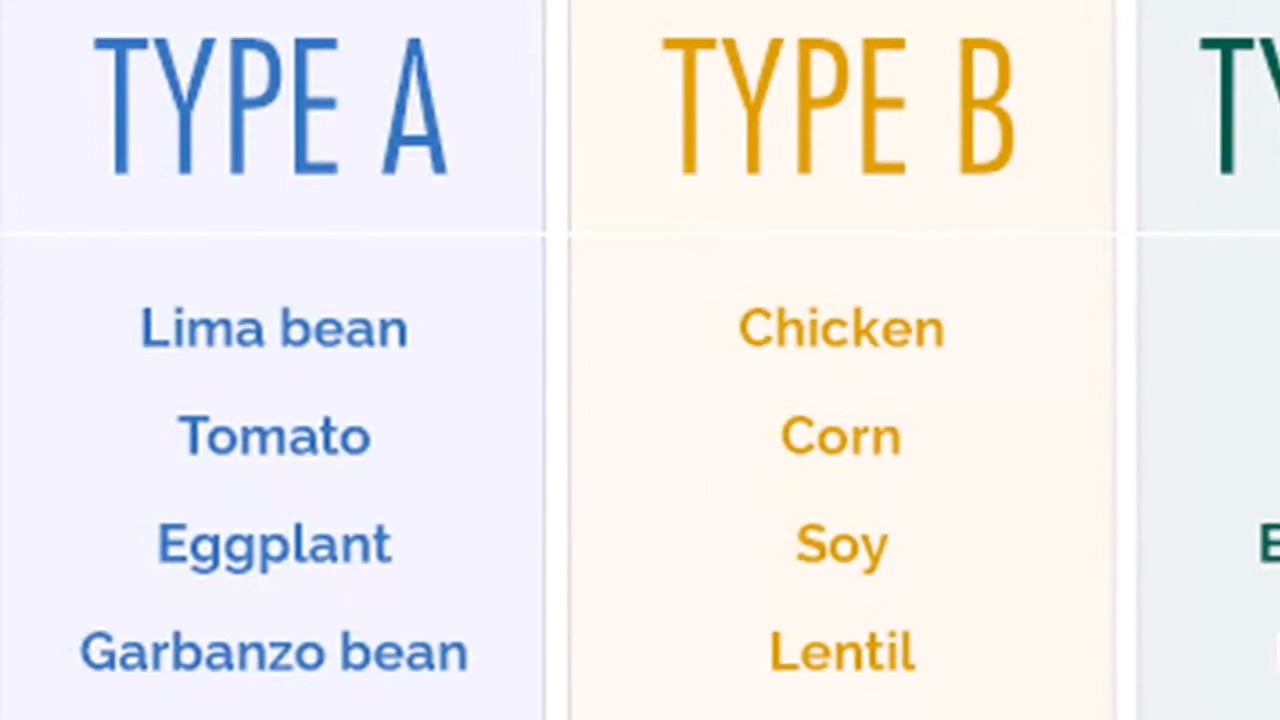 TYPE A
Lima bean
Tomato
Eggplant
Garbanzo bean
TYPE B
Chicken
Corn
Soy
Lentil